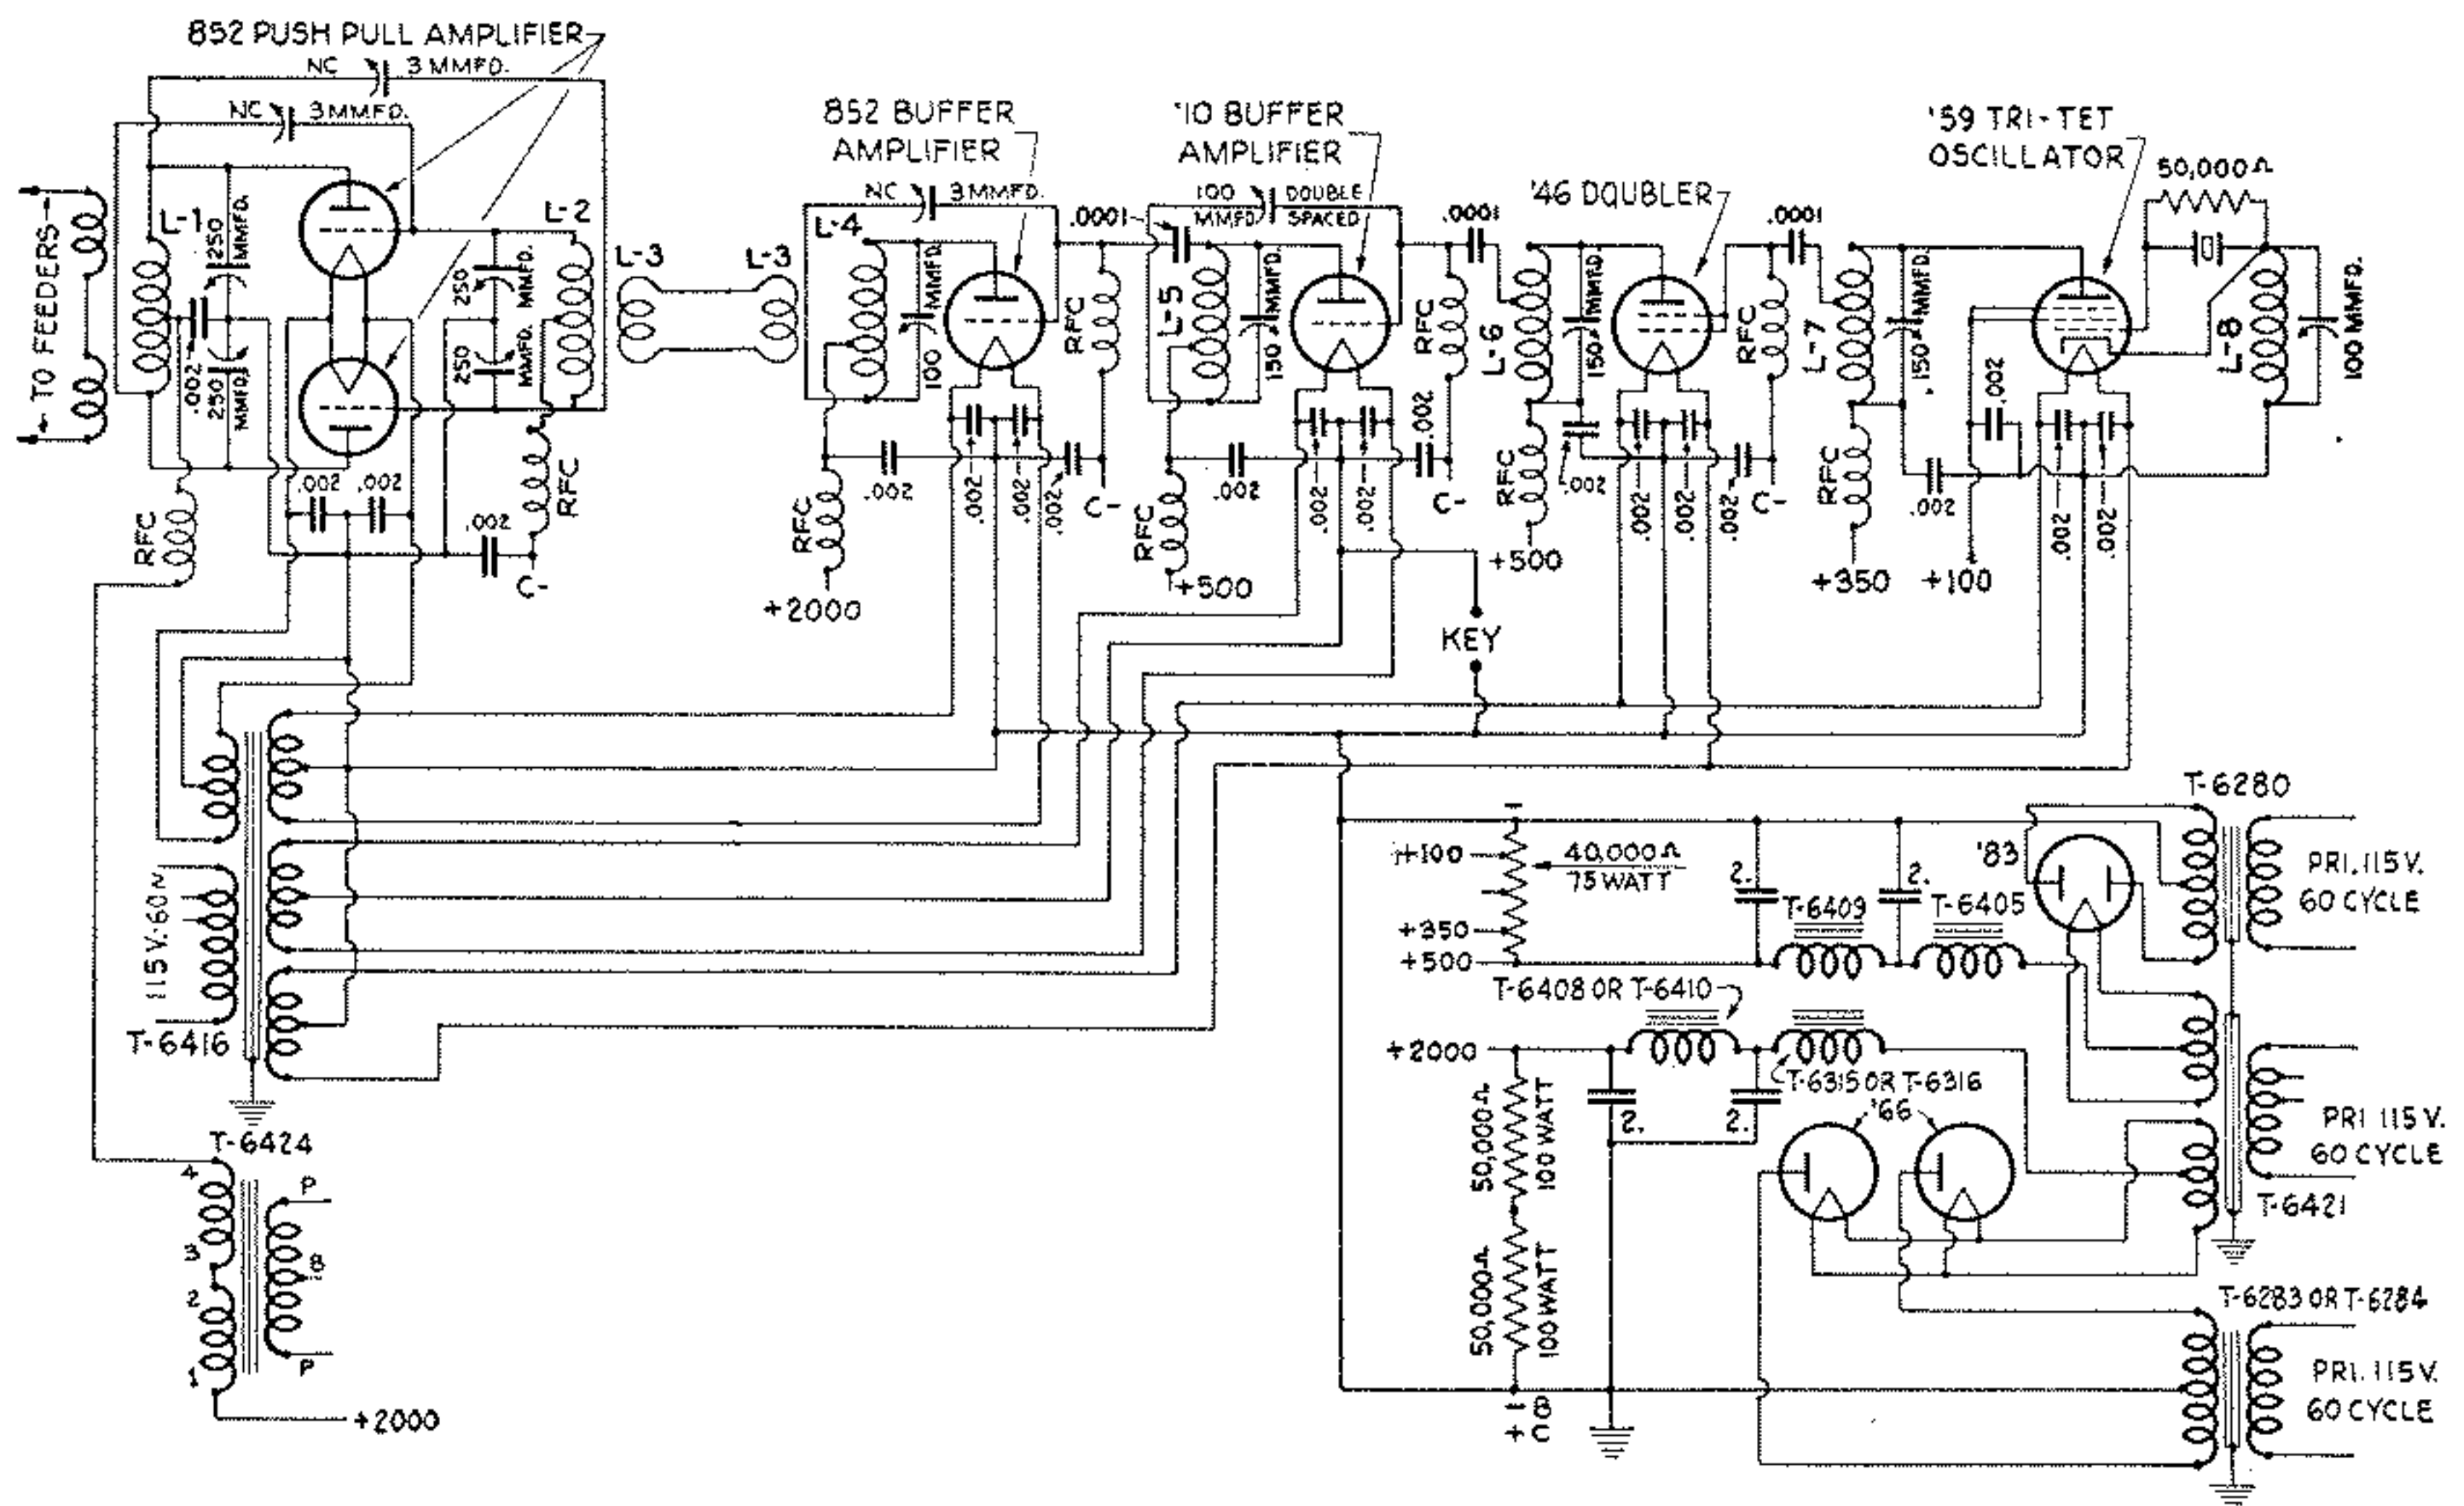 852 PUSH PULL AMPLIFIER
NC 3 MMFD.
NC 3 MMFD.
852 BUFFER
AMPLIFIER
'10 BUFFER
AMPLIFIER
'59 TRI-TET
OSCILLATOR
50,000Ω
'46 DOUBLER
NC 3 MMFD.
100 MMFD.
DOUBLE SPACED
.0001
.0001
.0001
← TO FEEDERS →
L-1
250 MMFD.
.002
250 MMFD.
250 MMFD.
250 MMFD.
L-2
L-3
L-3
L-4
100 MMFD.
RFC
L-5
150 MMFD.
RFC
L-6
150 MMFD.
RFC
L-7
150 MMFD.
L-8
100 MMFD.
.002
.002
.002
RFC
RFC
.002
C-
RFC
.002
.002
.002
.002
C-
+2000
RFC
.002
.002
.002
.002
C-
+500
RFC
.002
.002
.002
.002
C-
+500
RFC
.002
.002
.002
+350
+100
KEY
T-6280
'83
PRI. 115 V.
60 CYCLE
+100
40,000Ω
75 WATT
+350
+500
2.
2.
T-6409
T-6405
T-6408 OR T-6410
+2000
T-6315 OR T-6316
2.
2.
'66
50,000Ω
100 WATT
50,000Ω
100 WATT
PRI 115 V.
60 CYCLE
T-6421
T-6283 OR T-6284
PRI. 115 V.
60 CYCLE
-B
+C
115 V. 60~
T-6416
T-6424
4
3
2
1
P
B
P
+2000